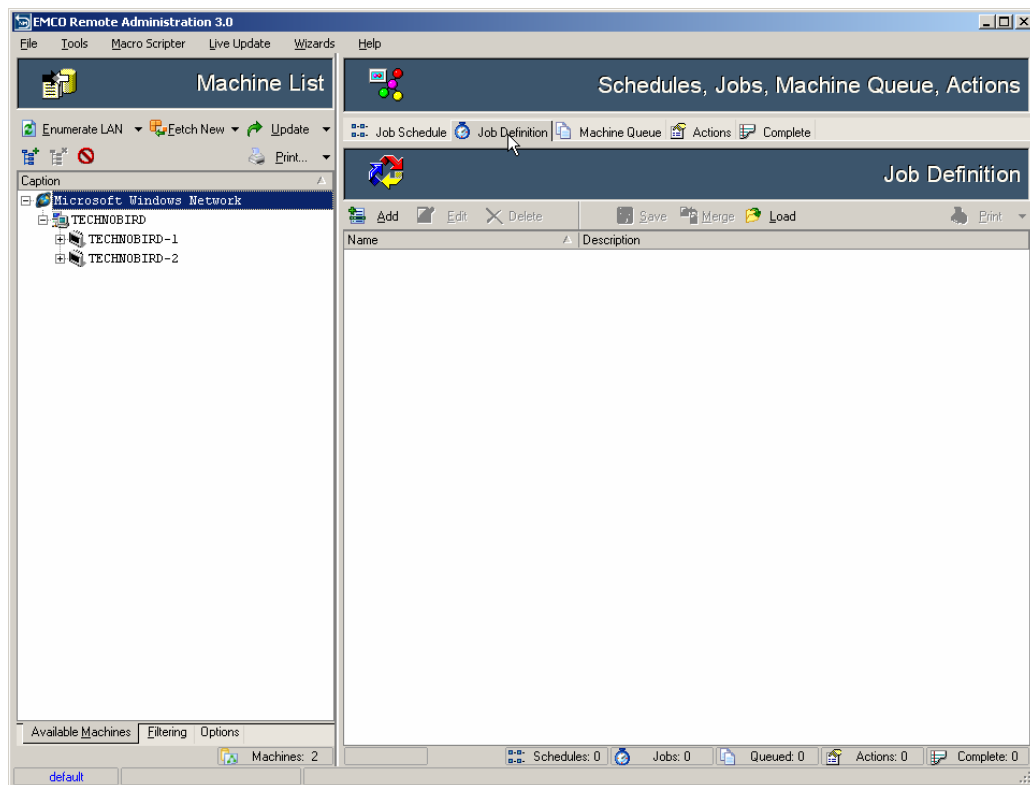 EMCO Remote Administration 3.0
File Tools Macro Scripter Live Update Wizards Help
Machine List
Schedules, Jobs, Machine Queue, Actions
Enumerate LAN Fetch New Update
Job Schedule Job Definition Machine Queue Actions Complete
Print...
Job Definition
Caption
Microsoft Windows Network
TECHNOBIRD
TECHNOBIRD-1
TECHNOBIRD-2
Add Edit Delete Save Merge Load Print
Name Description
Available Machines Filtering Options
Machines: 2
Schedules: 0 Jobs: 0 Queued: 0 Actions: 0 Complete: 0
default